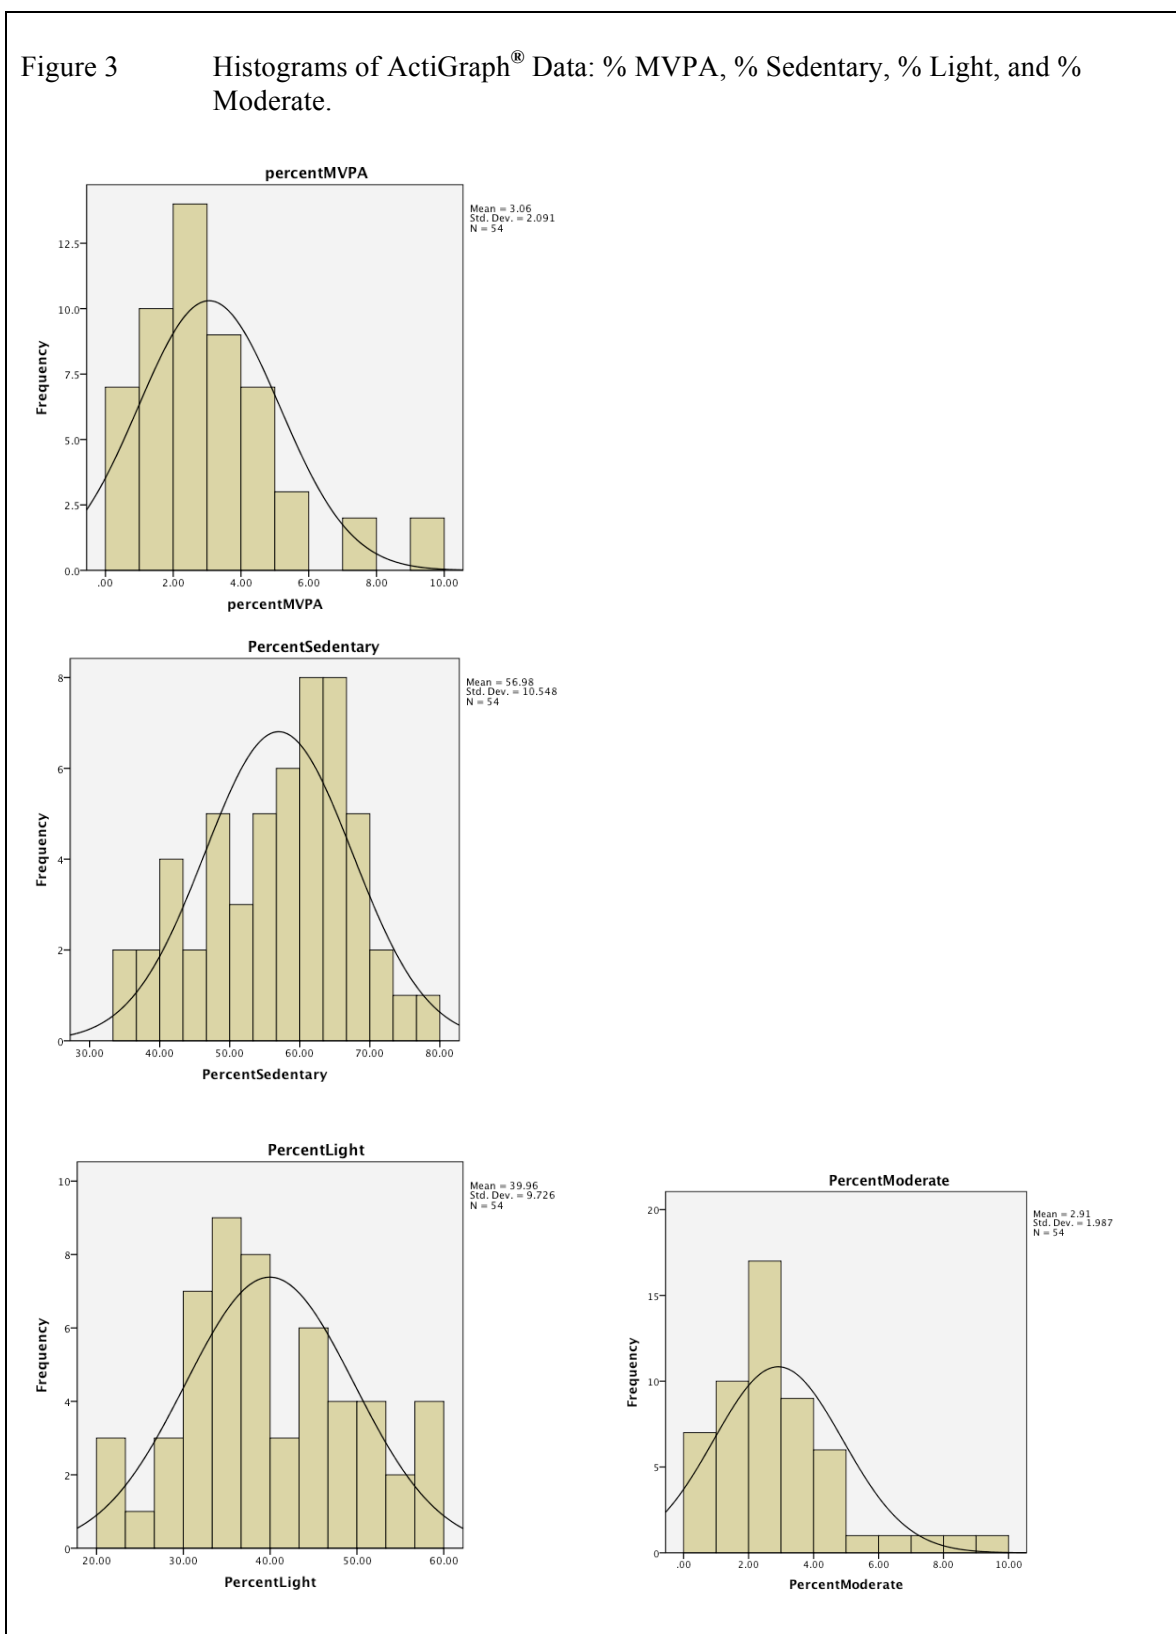 Figure 3 Histograms of ActiGraph® Data: % MVPA, % Sedentary, % Light, and %
Moderate.
percentMVPA
Mean = 3.06
Std. Dev. = 2.091
N = 54
12.5
10.0
7.5
5.0
2.5
0.0
Frequency
.00 2.00 4.00 6.00 8.00 10.00
percentMVPA
PercentSedentary
Mean = 56.98
Std. Dev. = 10.548
N = 54
8
6
4
2
0
Frequency
30.00 40.00 50.00 60.00 70.00 80.00
PercentSedentary
PercentLight
Mean = 39.96
Std. Dev. = 9.726
N = 54
10
8
6
4
2
0
Frequency
20.00 30.00 40.00 50.00 60.00
PercentLight
PercentModerate
Mean = 2.91
Std. Dev. = 1.987
N = 54
20
15
10
5
0
Frequency
.00 2.00 4.00 6.00 8.00 10.00
PercentModerate